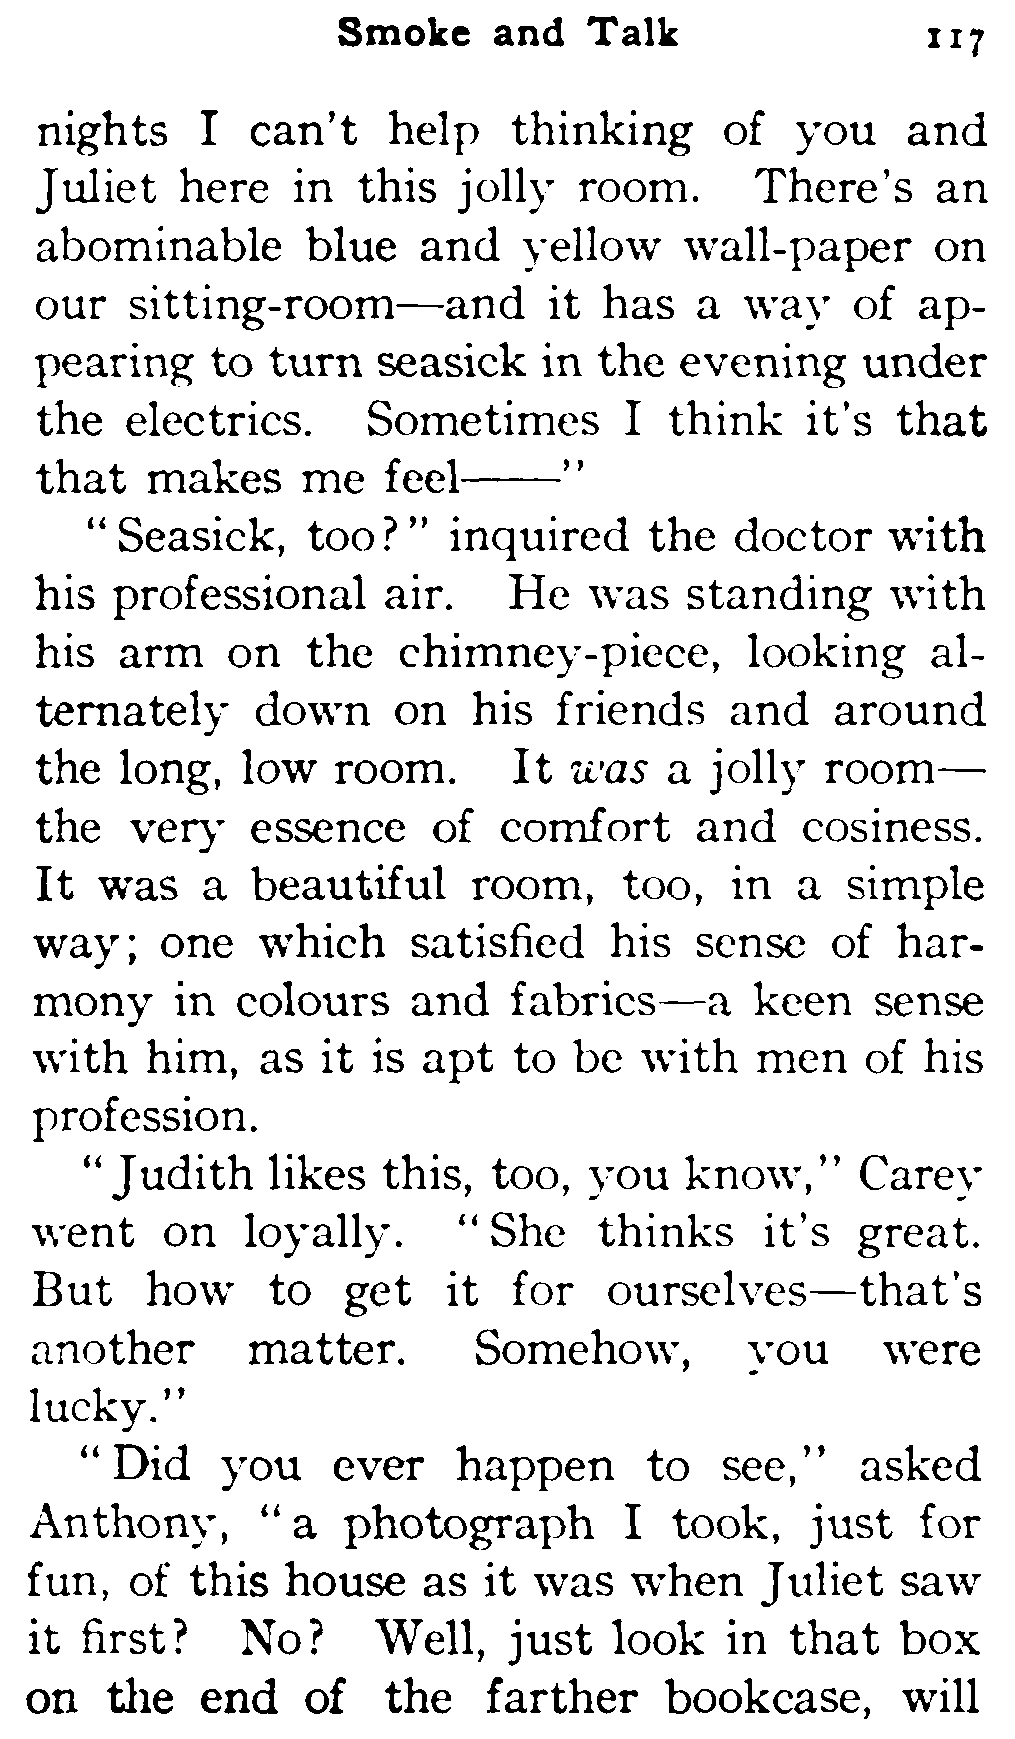 Smoke and Talk 117
nights I can't help thinking of you and
Juliet here in this jolly room. There's an
abominable blue and yellow wall-paper on
our sitting-room—and it has a way of ap-
pearing to turn seasick in the evening under
the electrics. Sometimes I think it's that
that makes me feel——"
"Seasick, too?" inquired the doctor with
his professional air. He was standing with
his arm on the chimney-piece, looking al-
ternately down on his friends and around
the long, low room. It was a jolly room—
the very essence of comfort and cosiness.
It was a beautiful room, too, in a simple
way; one which satisfied his sense of har-
mony in colours and fabrics—a keen sense
with him, as it is apt to be with men of his
profession.
"Judith likes this, too, you know," Carey
went on loyally. "She thinks it's great.
But how to get it for ourselves—that's
another matter. Somehow, you were
lucky."
"Did you ever happen to see," asked
Anthony, "a photograph I took, just for
fun, of this house as it was when Juliet saw
it first? No? Well, just look in that box
on the end of the farther bookcase, will